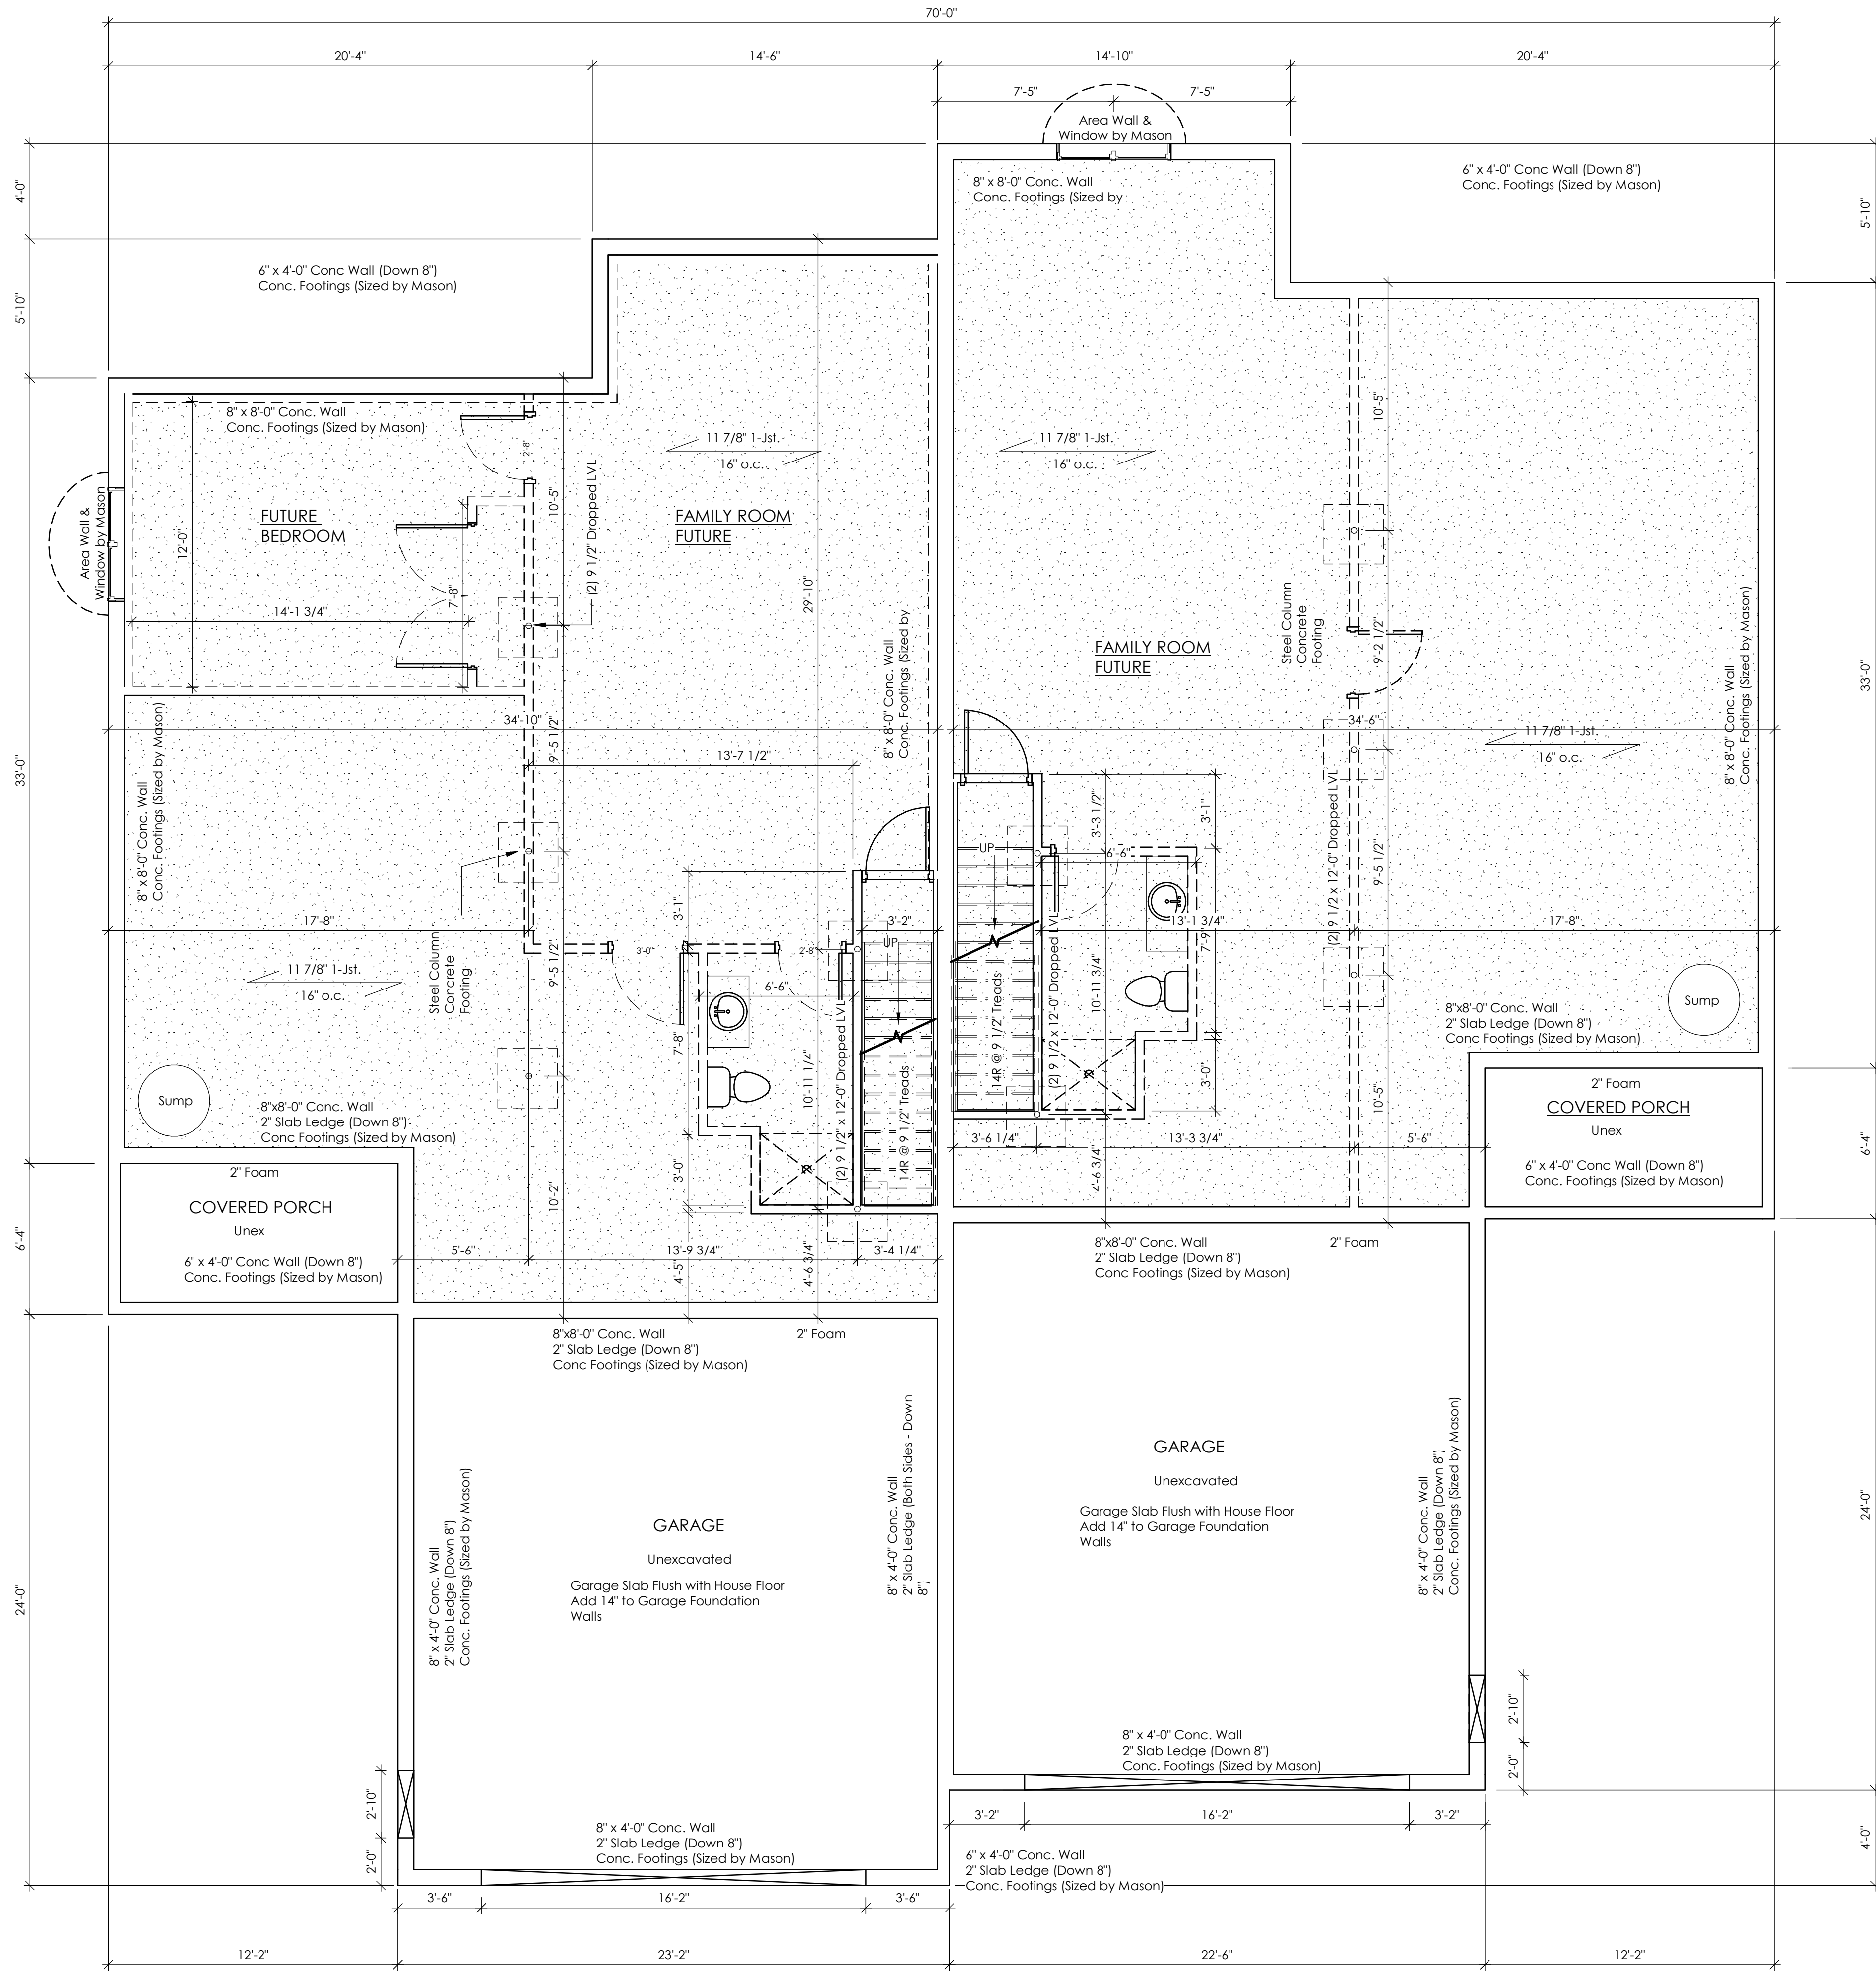 70'-0"
20'-4"
14'-6"
14'-10"
20'-4"
7'-5"
7'-5"
Area Wall &
Window by Mason
4'-0"
5'-10"
33'-0"
6'-4"
24'-0"
5'-10"
33'-0"
6'-4"
24'-0"
4'-0"
6" x 4'-0" Conc Wall (Down 8")
Conc. Footings (Sized by Mason)
8" x 8'-0" Conc. Wall
Conc. Footings (Sized by
6" x 4'-0" Conc Wall (Down 8")
Conc. Footings (Sized by Mason)
8" x 8'-0" Conc. Wall
Conc. Footings (Sized by Mason)
2'-8"
11 7/8" 1-Jst.
16" o.c.
11 7/8" 1-Jst.
16" o.c.
10'-5"
Area Wall &
Window by Mason
FUTURE
BEDROOM
12'-0"
14'-1 3/4"
7'-8"
10'-5"
(2) 9 1/2" Dropped LVL
FAMILY ROOM
FUTURE
29'-10"
8" x 8'-0" Conc. Wall
Conc. Footings (Sized by
FAMILY ROOM
FUTURE
Steel Column
Concrete
Footing
9'-2 1/2"
8" x 8'-0" Conc. Wall
Conc. Footings (Sized by Mason)
34'-10"
9'-5 1/2"
13'-7 1/2"
34'-6"
11 7/8" 1-Jst.
16" o.c.
8" x 8'-0" Conc. Wall
Conc. Footings (Sized by Mason)
3'-3 1/2"
3'-1"
UP
6'-6"
(2) 9 1/2 x 12'-0" Dropped LVL
9'-5 1/2"
17'-8"
3'-1"
3'-2"
UP
13'-1 3/4"
17'-8"
7'-9"
Steel Column
Concrete
Footing
3'-0"
2'-8"
11 7/8" 1-Jst.
16" o.c.
9'-5 1/2"
6'-6"
7'-8"
10'-11 1/4"
(2) 9 1/2" x 12'-0" Dropped LVL
14R @ 9 1/2" Treads
14R @ 9 1/2" Treads
(2) 9 1/2 x 12'-0" Dropped LVL
10'-11 3/4"
3'-0"
10'-5"
Sump
8"x8'-0" Conc. Wall
2" Slab Ledge (Down 8")
Conc Footings (Sized by Mason)
Sump
8"x8'-0" Conc. Wall
2" Slab Ledge (Down 8")
Conc Footings (Sized by Mason)
2" Foam
COVERED PORCH
Unex
6" x 4'-0" Conc Wall (Down 8")
Conc. Footings (Sized by Mason)
3'-6 1/4"
13'-3 3/4"
5'-6"
4'-6 3/4"
2" Foam
COVERED PORCH
Unex
6" x 4'-0" Conc Wall (Down 8")
Conc. Footings (Sized by Mason)
10'-2"
3'-0"
5'-6"
13'-9 3/4"
3'-4 1/4"
4'-5"
4'-6 3/4"
8"x8'-0" Conc. Wall
2" Slab Ledge (Down 8")
Conc Footings (Sized by Mason)
2" Foam
8"x8'-0" Conc. Wall
2" Slab Ledge (Down 8")
Conc Footings (Sized by Mason)
2" Foam
GARAGE
Unexcavated
Garage Slab Flush with House Floor
Add 14" to Garage Foundation
Walls
8" x 4'-0" Conc. Wall
2" Slab Ledge (Down 8")
Conc. Footings (Sized by Mason)
8" x 4'-0" Conc. Wall
2" Slab Ledge (Down 8")
Conc. Footings (Sized by Mason)
GARAGE
Unexcavated
Garage Slab Flush with House Floor
Add 14" to Garage Foundation
Walls
8" x 4'-0" Conc. Wall
2" Slab Ledge (Both Sides - Down
8")
2'-10"
2'-0"
8" x 4'-0" Conc. Wall
2" Slab Ledge (Down 8")
Conc. Footings (Sized by Mason)
3'-2"
16'-2"
3'-2"
2'-10"
2'-0"
8" x 4'-0" Conc. Wall
2" Slab Ledge (Down 8")
Conc. Footings (Sized by Mason)
6" x 4'-0" Conc. Wall
2" Slab Ledge (Down 8")
Conc. Footings (Sized by Mason)
3'-6"
16'-2"
3'-6"
12'-2"
23'-2"
22'-6"
12'-2"